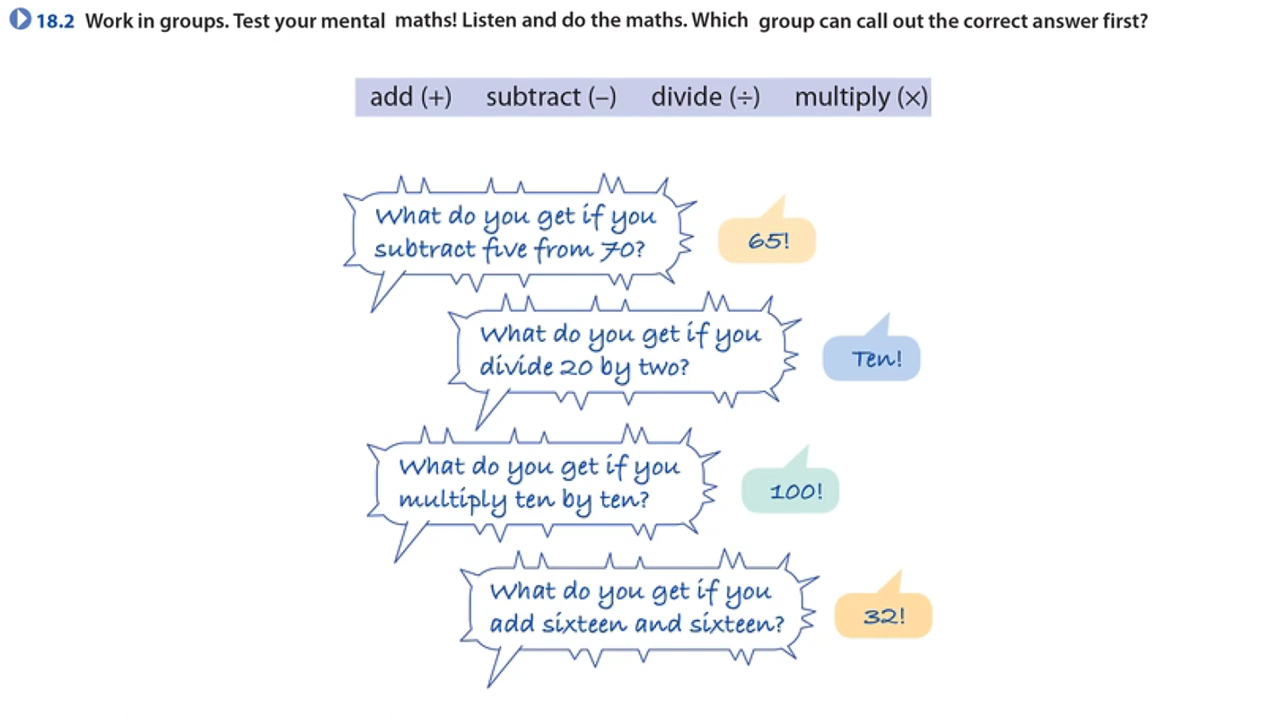 18.2 Work in groups. Test your mental maths! Listen and do the maths. Which group can call out the correct answer first?
add (+) subtract (–) divide (÷) multiply (×)
What do you get if you
subtract five from 70?
65!
What do you get if you
divide 20 by two?
Ten!
What do you get if you
multiply ten by ten?
100!
What do you get if you
add sixteen and sixteen?
32!